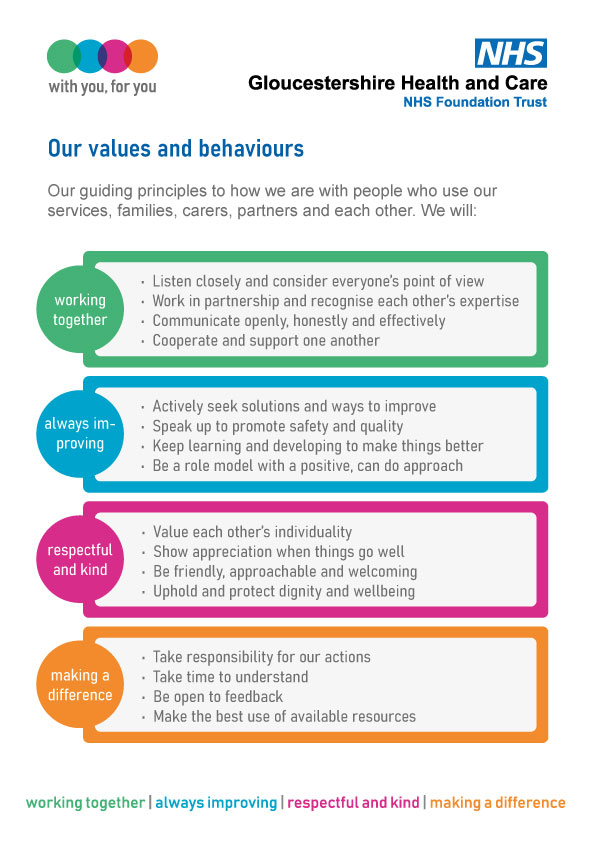 with you, for you
NHS
Gloucestershire Health and Care
NHS Foundation Trust
Our values and behaviours
Our guiding principles to how we are with people who use our
services, families, carers, partners and each other. We will:
working
together
· Listen closely and consider everyone's point of view
· Work in partnership and recognise each other's expertise
· Communicate openly, honestly and effectively
· Cooperate and support one another
always im-
proving
· Actively seek solutions and ways to improve
· Speak up to promote safety and quality
· Keep learning and developing to make things better
· Be a role model with a positive, can do approach
respectful
and kind
· Value each other's individuality
· Show appreciation when things go well
· Be friendly, approachable and welcoming
· Uphold and protect dignity and wellbeing
making a
difference
· Take responsibility for our actions
· Take time to understand
· Be open to feedback
· Make the best use of available resources
working together | always improving | respectful and kind | making a difference